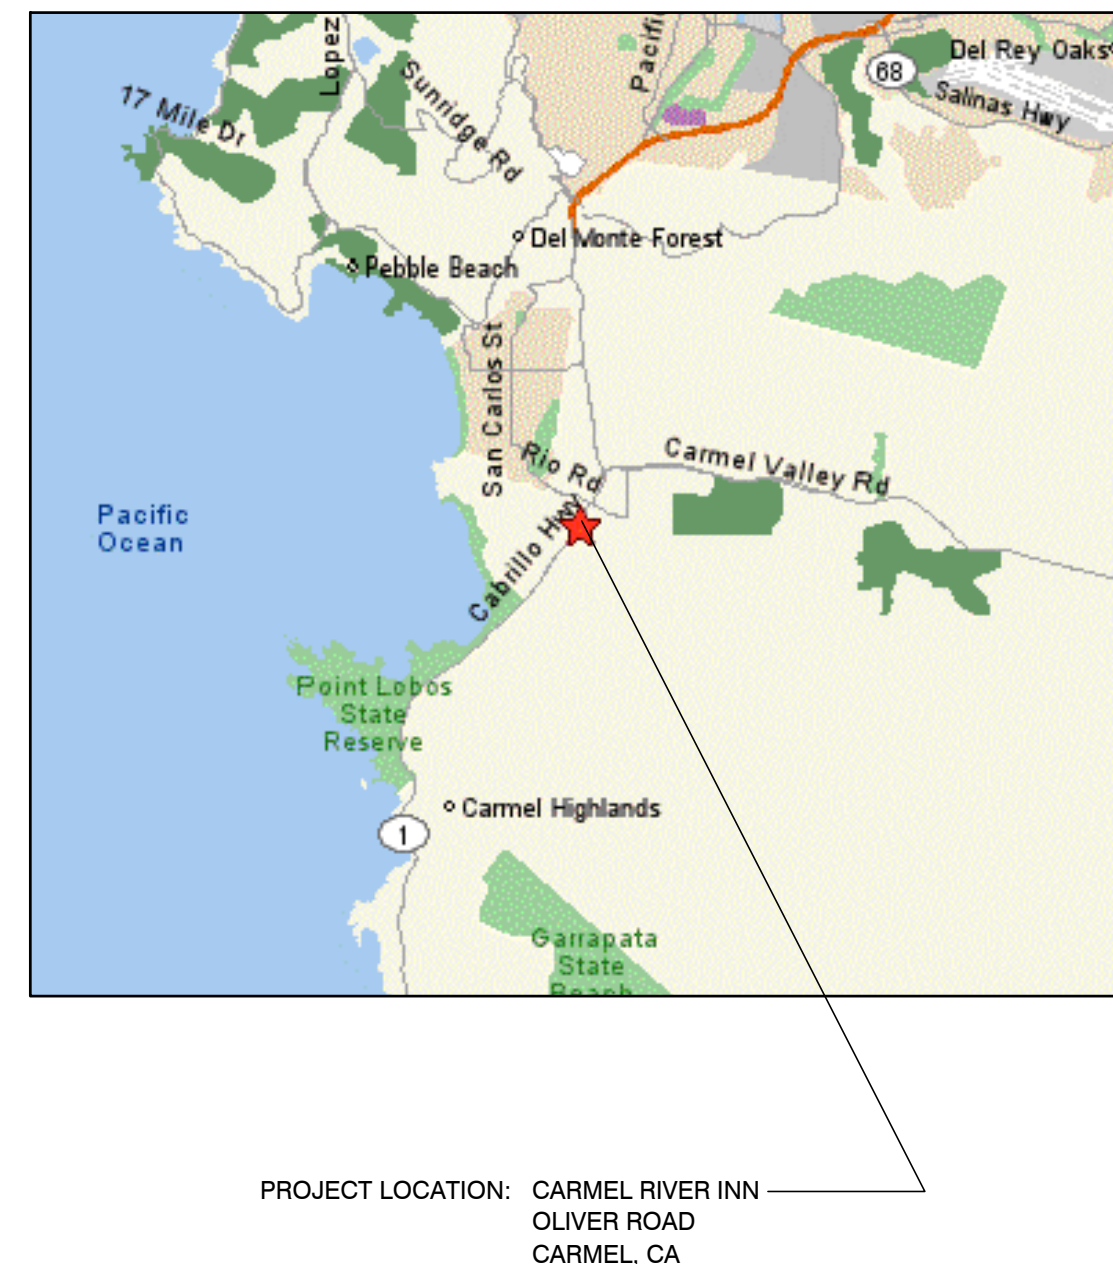 Lopez
Pacific
Del Rey Oaks
68
Salinas Hwy
17 Mile Dr
Sunridge Rd
Del Monte Forest
Pebble Beach
San Carlos St
Rio Rd
Carmel Valley Rd
Pacific
Ocean
Cabrillo Hwy
Point Lobos
State
Reserve
Carmel Highlands
1
Garrapata
State
Beach
PROJECT LOCATION: CARMEL RIVER INN
OLIVER ROAD
CARMEL, CA